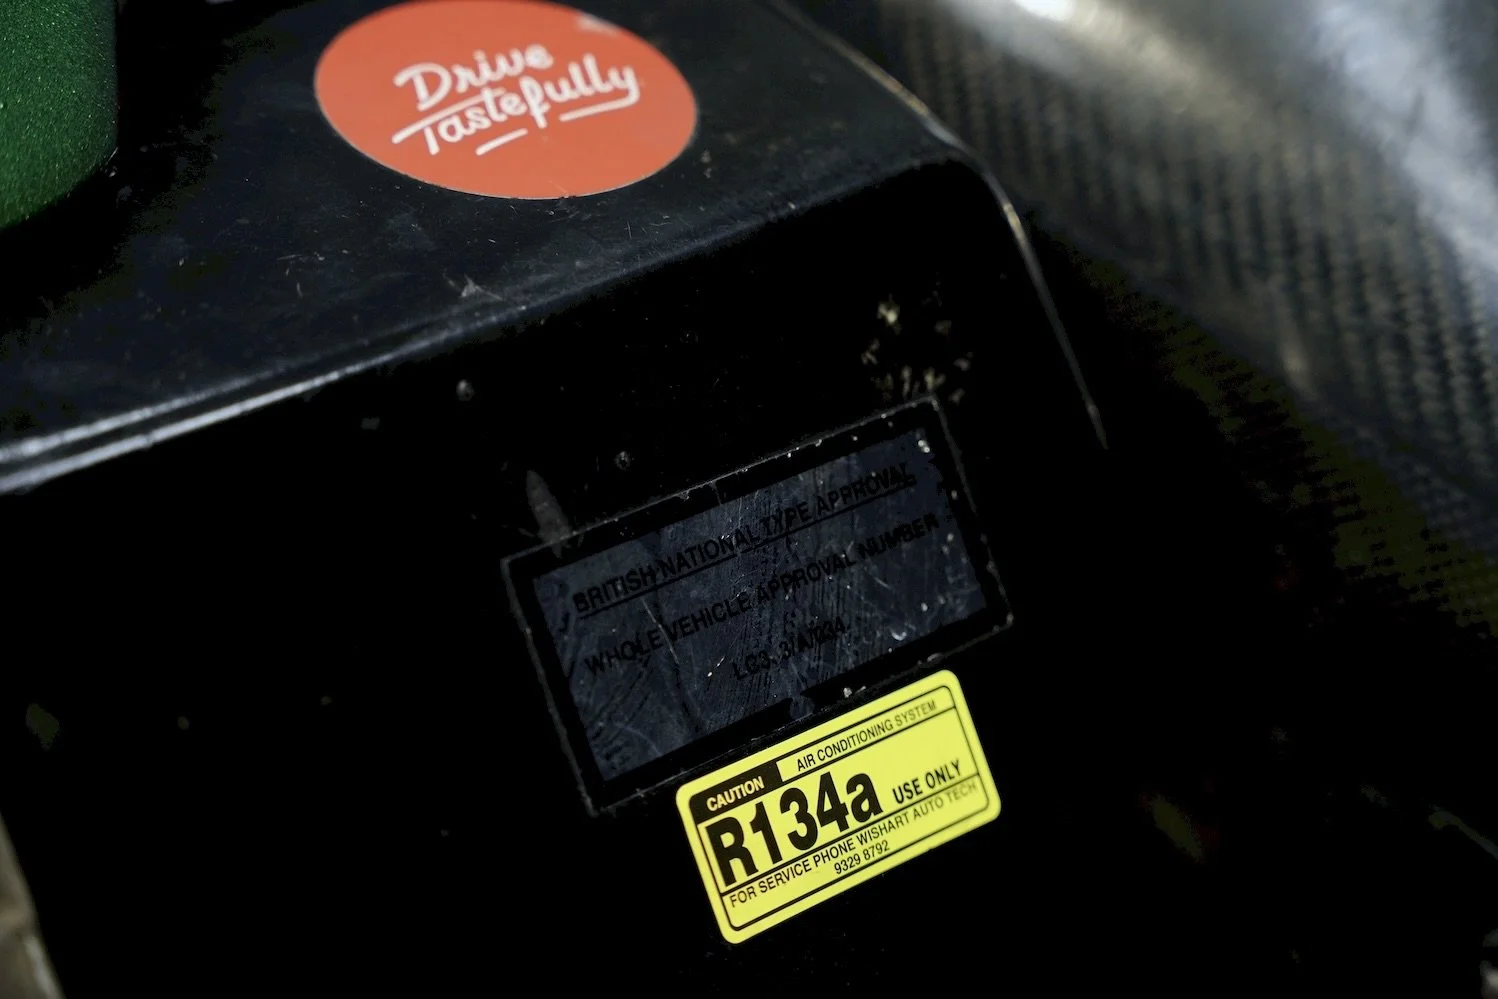 Drive
Tastefully
BRITISH NATIONAL TYPE APPROVAL
WHOLE VEHICLE APPROVAL NUMBER
CAUTION AIR CONDITIONING SYSTEM
R134a USE ONLY
FOR SERVICE PHONE WISHART AUTO TECH
9329 8792